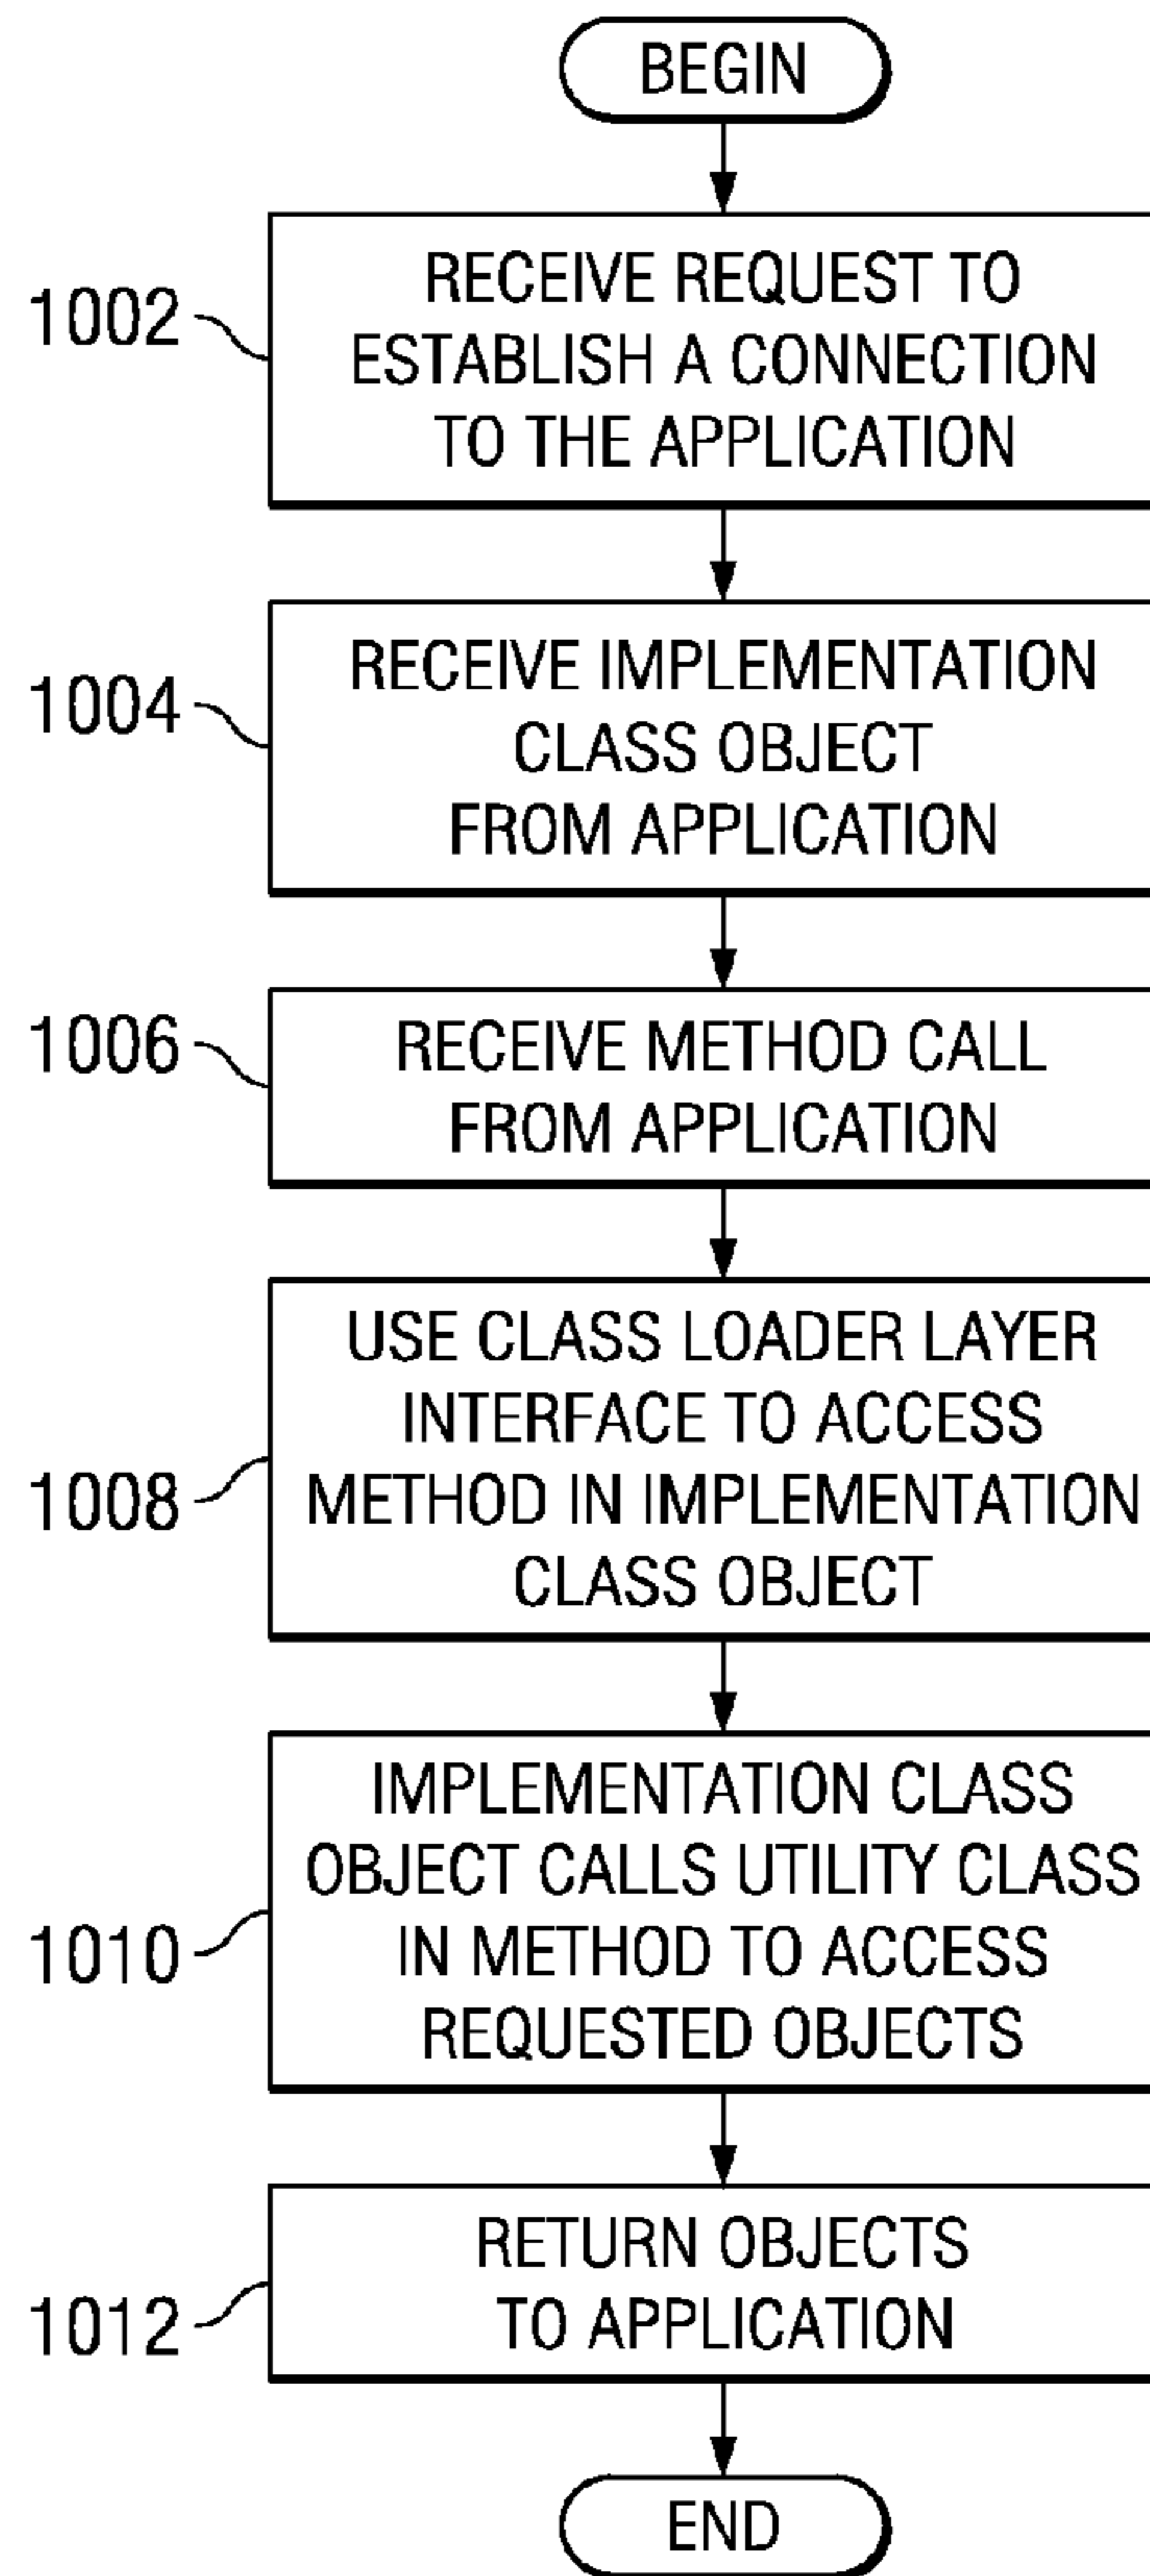 BEGIN
1002
RECEIVE REQUEST TO
ESTABLISH A CONNECTION
TO THE APPLICATION
1004
RECEIVE IMPLEMENTATION
CLASS OBJECT
FROM APPLICATION
1006
RECEIVE METHOD CALL
FROM APPLICATION
1008
USE CLASS LOADER LAYER
INTERFACE TO ACCESS
METHOD IN IMPLEMENTATION
CLASS OBJECT
1010
IMPLEMENTATION CLASS
OBJECT CALLS UTILITY CLASS
IN METHOD TO ACCESS
REQUESTED OBJECTS
1012
RETURN OBJECTS
TO APPLICATION
END